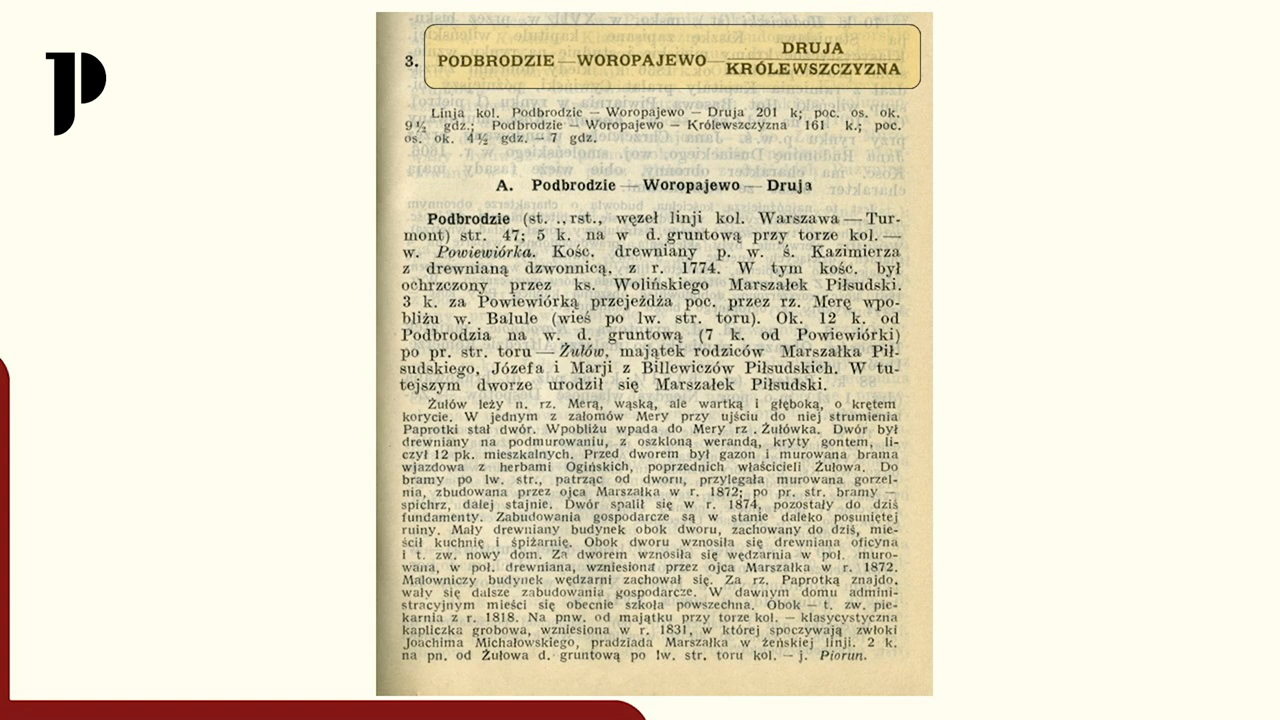 3. PODBRODZIE — WOROPAJEWO — DRUJA
KRÓLEWSZCZYZNA
Linja kol. Podbrodzie — Woropajewo — Druja 201 k; poc. os. ok.
9½ gdz.; Podbrodzie — Woropajewo — Królewszczyzna 161 k.; poc.
os. ok. 4½ gdz. — 7 gdz.
A. Podbrodzie — Woropajewo — Druja
Podbrodzie (st. ., rst., węzeł linji kol. Warszawa — Tur-
mont) str. 47; 5 k. na w d. gruntową przy torze kol. —
w. Powiewiórka. Kośc. drewniany p. w. ś. Kazimierza
z drewnianą dzwonnicą, z r. 1774. W tym kośc. był
ochrzczony przez ks. Wolińskiego Marszałek Piłsudski.
3 k. za Powiewiórką przejeżdża poc. przez rz. Merę wpo-
bliżu w. Balule (wieś po lw. str. toru). Ok. 12 k. od
Podbrodzia na w. d. gruntową (7 k. od Powiewiórki)
po pr. str. toru — Żułów, majątek rodziców Marszałka Pił-
sudskiego, Józefa i Marji z Billewiczów Piłsudskich. W tu-
tejszym dworze urodził się Marszałek Piłsudski.
Żułów leży n. rz. Merą, wąską, ale wartką i głęboką, o krętem
korycie. W jednym z załomów Mery przy ujściu do niej strumienia
Paprotki stał dwór. Wpobliżu wpada do Mery rz. Żułówka. Dwór był
drewniany na podmurowaniu, z oszkloną werandą, kryty gontem, li-
czył 12 pk. mieszkalnych. Przed dworem był gazon i murowana brama
wjazdowa z herbami Ogińskich, poprzednich właścicieli Żułowa. Do
bramy po lw. str., patrząc od dworu, przylegała murowana gorzel-
nia, zbudowana przez ojca Marszałka w r. 1872; po pr. str. bramy —
spichrz, dalej stajnie. Dwór spalił się w r. 1874, pozostały do dziś
fundamenty. Zabudowania gospodarcze są w stanie daleko posuniętej
ruiny. Mały drewniany budynek obok dworu, zachowany do dziś, mie-
ścił kuchnię i śpiżarnię. Obok dworu wznosiła się drewniana oficyna
i t. zw. nowy dom. Za dworem wznosiła się wędzarnia w poł. muro-
wana, w poł. drewniana, wzniesiona przez ojca Marszałka w r. 1872.
Malowniczy budynek wędzarni zachował się. Za rz. Paprotką znajdo.
wały się dalsze zabudowania gospodarcze. W dawnym domu admini-
stracyjnym mieści się obecnie szkoła powszechna. Obok — t. zw. pie-
karnia z r. 1818. Na pnw. od majątku przy torze kol. — klasycystyczna
kapliczka grobowa, wzniesiona w r. 1831, w której spoczywają zwłoki
Joachima Michałowskiego, pradziada Marszałka w żeńskiej linji. 2 k.
na pn. od Żułowa d. gruntową po lw. str. toru kol. — j. Piorun.